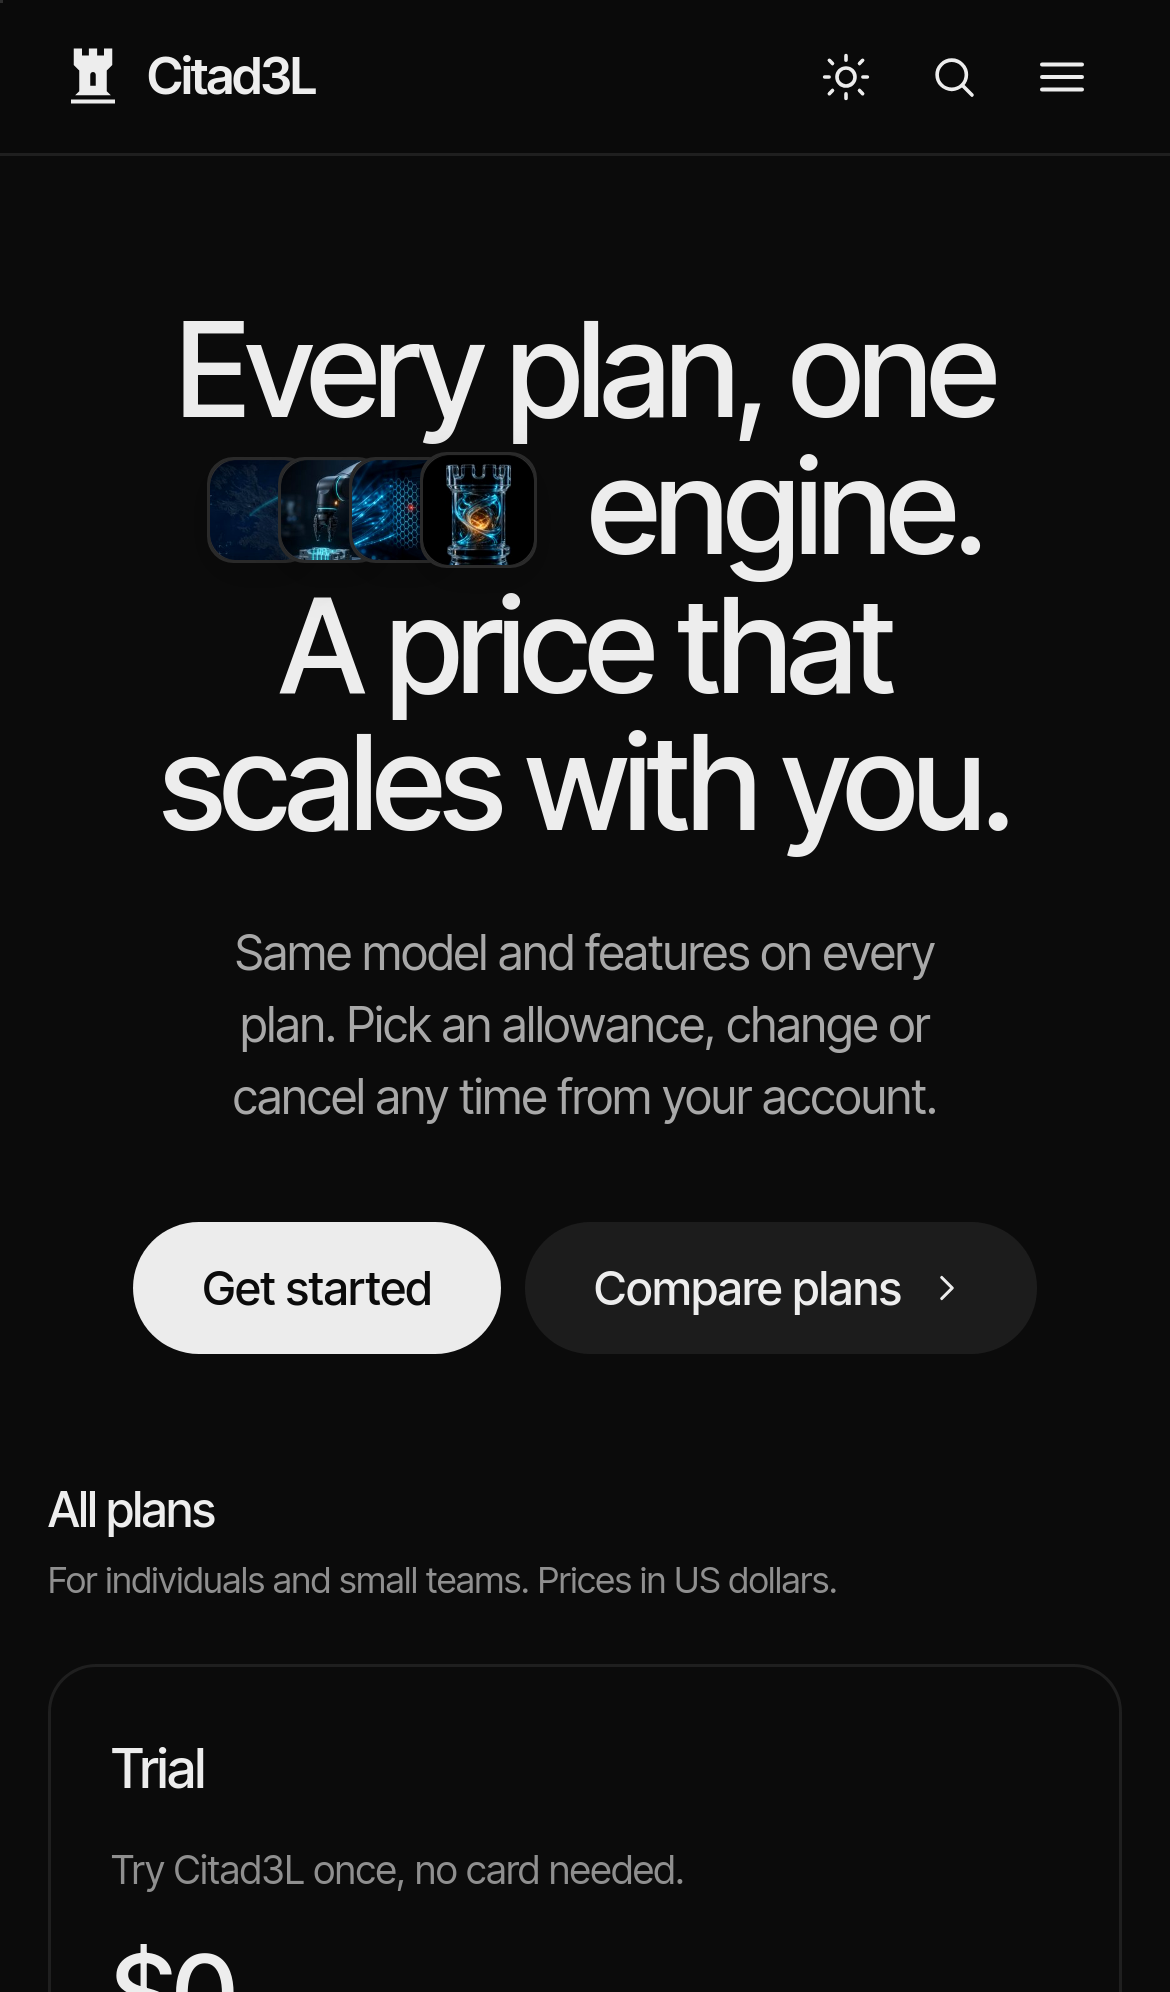 Citad3L
Every plan, one
engine.
A price that
scales with you.
Same model and features on every
plan. Pick an allowance, change or
cancel any time from your account.
Get started
Compare plans
All plans
For individuals and small teams. Prices in US dollars.
Trial
Try Citad3L once, no card needed.
$0